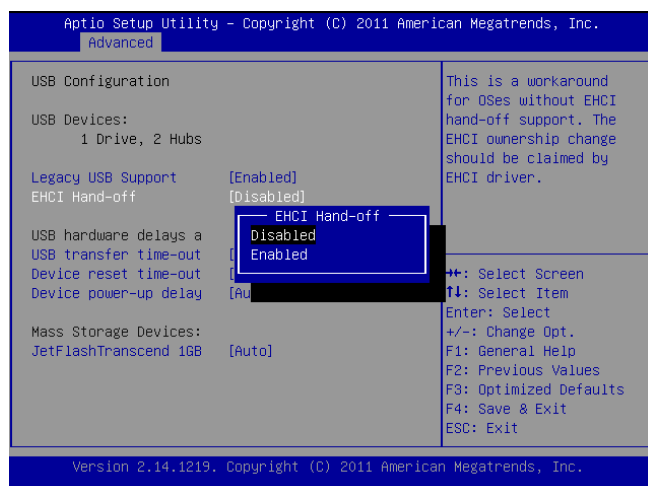 Aptio Setup Utility – Copyright (C) 2011 American Megatrends, Inc.
Advanced
USB Configuration
USB Devices:
1 Drive, 2 Hubs
Legacy USB Support [Enabled]
EHCI Hand-off [Disabled]
USB hardware delays a
USB transfer time-out [
Device reset time-out [
Device power-up delay [Au
Mass Storage Devices:
JetFlashTranscend 1GB [Auto]
EHCI Hand-off
Disabled
Enabled
This is a workaround
for OSes without EHCI
hand-off support. The
EHCI ownership change
should be claimed by
EHCI driver.
→←: Select Screen
↑↓: Select Item
Enter: Select
+/-: Change Opt.
F1: General Help
F2: Previous Values
F3: Optimized Defaults
F4: Save & Exit
ESC: Exit
Version 2.14.1219. Copyright (C) 2011 American Megatrends, Inc.